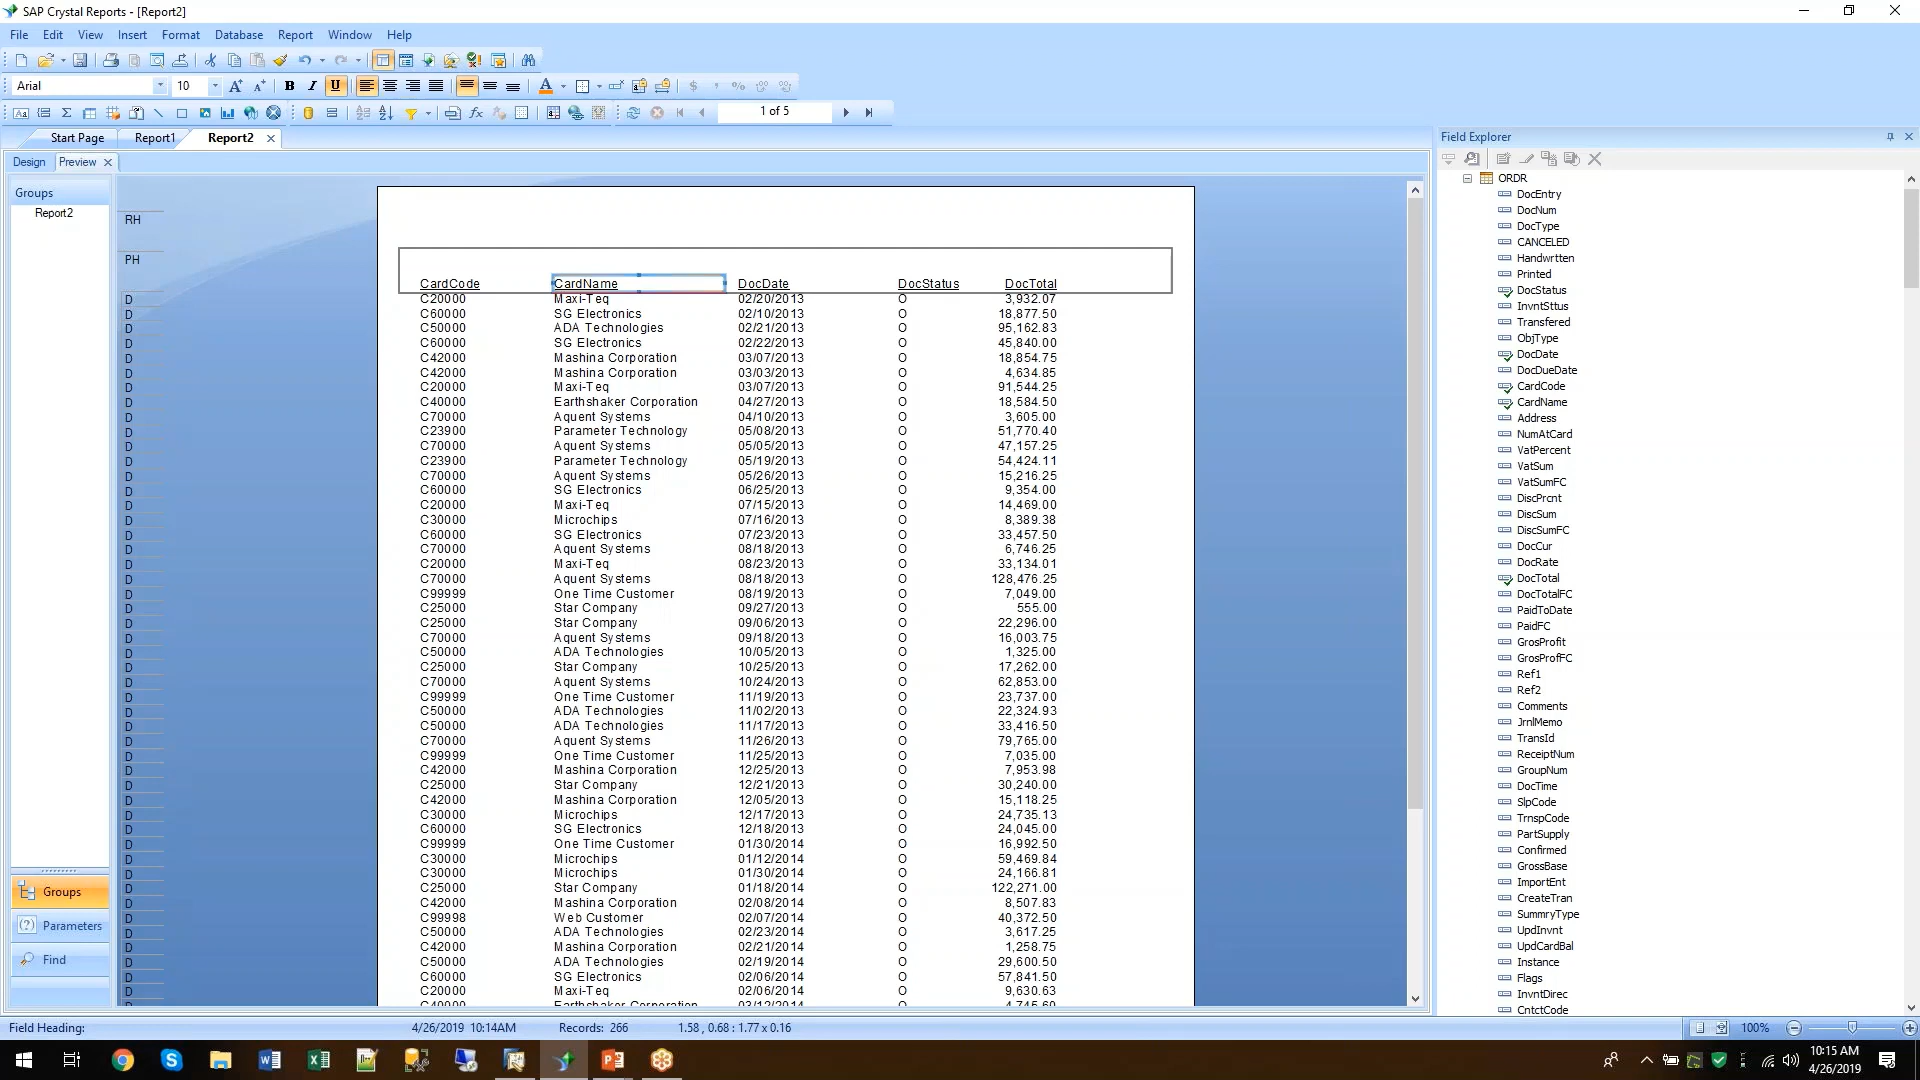 SAP Crystal Reports - [Report2]
File Edit View Insert Format Database Report Window Help
Arial 10 B I U A $ , %
1 of 5
Start Page Report1 Report2
Design Preview
Groups
Report2
RH
PH
CardCode CardName DocDate DocStatus DocTotal
D C20000 Maxi-Teq 02/20/2013 O 3,932.07
D C60000 SG Electronics 02/10/2013 O 18,877.50
D C50000 ADA Technologies 02/21/2013 O 95,162.83
D C60000 SG Electronics 02/22/2013 O 45,840.00
D C42000 Mashina Corporation 03/07/2013 O 18,854.75
D C42000 Mashina Corporation 03/03/2013 O 4,634.85
D C20000 Maxi-Teq 03/07/2013 O 91,544.25
D C40000 Earthshaker Corporation 04/27/2013 O 18,584.50
D C70000 Aquent Systems 04/10/2013 O 3,605.00
D C23900 Parameter Technology 05/08/2013 O 51,770.40
D C70000 Aquent Systems 05/05/2013 O 47,157.25
D C23900 Parameter Technology 05/19/2013 O 54,424.11
D C70000 Aquent Systems 05/26/2013 O 15,216.25
D C60000 SG Electronics 06/25/2013 O 9,354.00
D C20000 Maxi-Teq 07/15/2013 O 14,469.00
D C30000 Microchips 07/16/2013 O 8,389.38
D C60000 SG Electronics 07/23/2013 O 33,457.50
D C70000 Aquent Systems 08/18/2013 O 6,746.25
D C20000 Maxi-Teq 08/23/2013 O 33,134.01
D C70000 Aquent Systems 08/18/2013 O 128,476.25
D C99999 One Time Customer 08/19/2013 O 7,049.00
D C25000 Star Company 09/27/2013 O 555.00
D C25000 Star Company 09/06/2013 O 22,296.00
D C70000 Aquent Systems 09/18/2013 O 16,003.75
D C50000 ADA Technologies 10/05/2013 O 1,325.00
D C25000 Star Company 10/25/2013 O 17,262.00
D C70000 Aquent Systems 10/24/2013 O 62,853.00
D C99999 One Time Customer 11/19/2013 O 23,737.00
D C50000 ADA Technologies 11/02/2013 O 22,324.93
D C50000 ADA Technologies 11/17/2013 O 33,416.50
D C70000 Aquent Systems 11/26/2013 O 79,765.00
D C99999 One Time Customer 11/25/2013 O 7,035.00
D C42000 Mashina Corporation 12/25/2013 O 7,953.98
D C25000 Star Company 12/21/2013 O 30,240.00
D C42000 Mashina Corporation 12/05/2013 O 15,118.25
D C30000 Microchips 12/17/2013 O 24,735.13
D C60000 SG Electronics 12/18/2013 O 24,045.00
D C99999 One Time Customer 01/30/2014 O 16,992.50
D C30000 Microchips 01/12/2014 O 59,469.84
D C30000 Microchips 01/30/2014 O 24,166.81
D C25000 Star Company 01/18/2014 O 122,271.00
D C42000 Mashina Corporation 02/08/2014 O 8,507.83
D C99998 Web Customer 02/07/2014 O 40,372.50
D C50000 ADA Technologies 02/23/2014 O 3,617.25
D C42000 Mashina Corporation 02/21/2014 O 1,258.75
D C50000 ADA Technologies 02/19/2014 O 29,600.50
D C60000 SG Electronics 02/06/2014 O 57,841.50
D C20000 Maxi-Teq 02/06/2014 O 9,630.63
D C40000 Earthshaker Corporation 03/12/2014 O 4,745.60
Groups
Parameters
Find
Field Explorer
ORDR
DocEntry
DocNum
DocType
CANCELED
Handwrtten
Printed
DocStatus
InvntSttus
Transfered
ObjType
DocDate
DocDueDate
CardCode
CardName
Address
NumAtCard
VatPercent
VatSum
VatSumFC
DiscPrcnt
DiscSum
DiscSumFC
DocCur
DocRate
DocTotal
DocTotalFC
PaidToDate
PaidFC
GrosProfit
GrosProfFC
Ref1
Ref2
Comments
JrnlMemo
TransId
ReceiptNum
GroupNum
DocTime
SlpCode
TrnspCode
PartSupply
Confirmed
GrossBase
ImportEnt
CreateTran
SummryType
UpdInvnt
UpdCardBal
Instance
Flags
InvntDirec
CntctCode
Field Heading: 4/26/2019 10:14AM Records: 266 1.58 , 0.68 : 1.77 x 0.16 100%
10:15 AM
4/26/2019